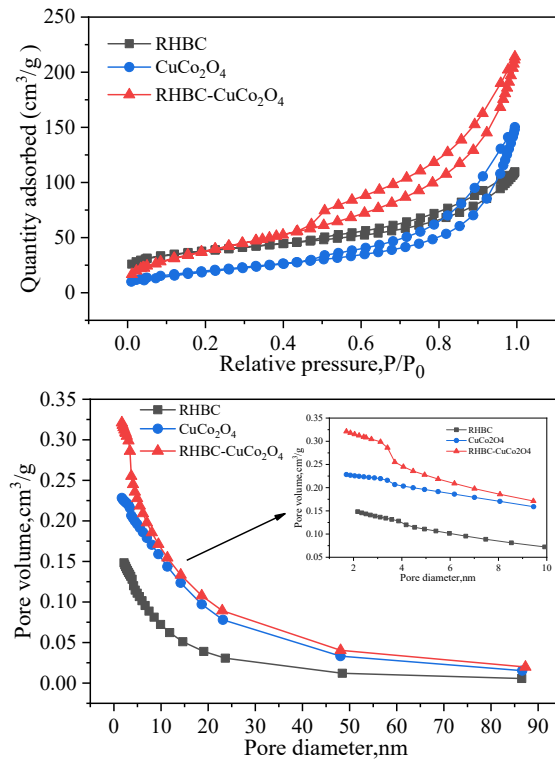 250
200
150
100
50
0
Quantity adsorbed (cm³/g)
RHBC
CuCo₂O₄
RHBC-CuCo₂O₄
0.0 0.2 0.4 0.6 0.8 1.0
Relative pressure,P/P₀
0.35
0.30
0.25
0.20
0.15
0.10
0.05
0.00
Pore volume,cm³/g
RHBC
CuCo₂O₄
RHBC-CuCo₂O₄
0.35
0.30
0.25
0.20
0.15
0.10
0.05
Pore volume,cm³/g
RHBC
CuCo2O4
RHBC-CuCo2O4
2 4 6 8 10
Pore diameter,nm
0 10 20 30 40 50 60 70 80 90
Pore diameter,nm